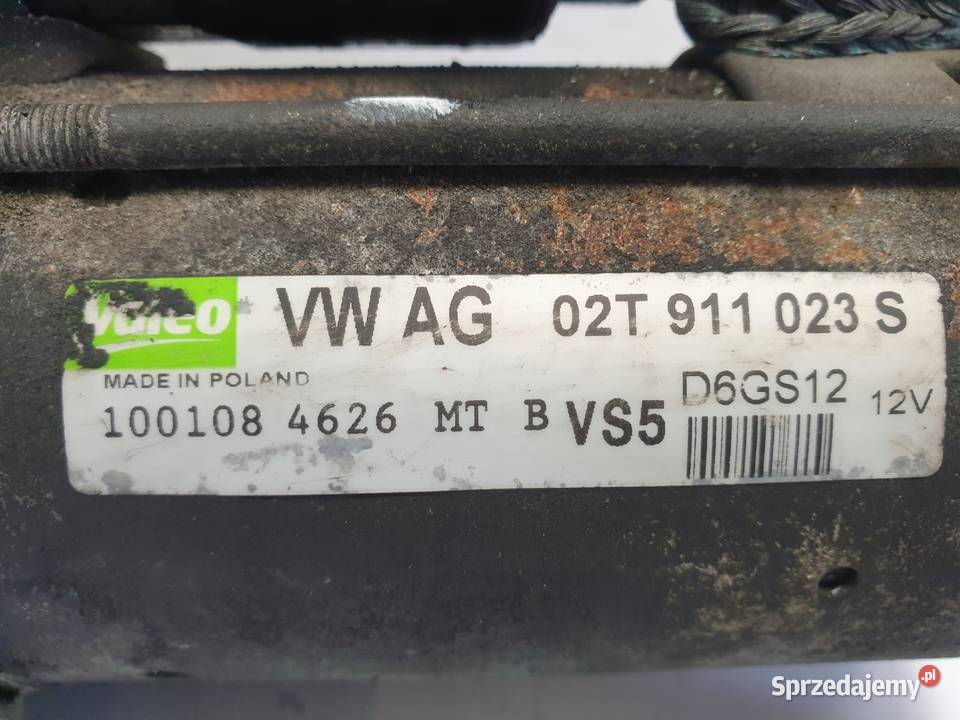 Valeo VW AG 02T 911 023 S
MADE IN POLAND
100108 4626 MT B VS5 D6GS12 12V
Sprzedajemy.pl